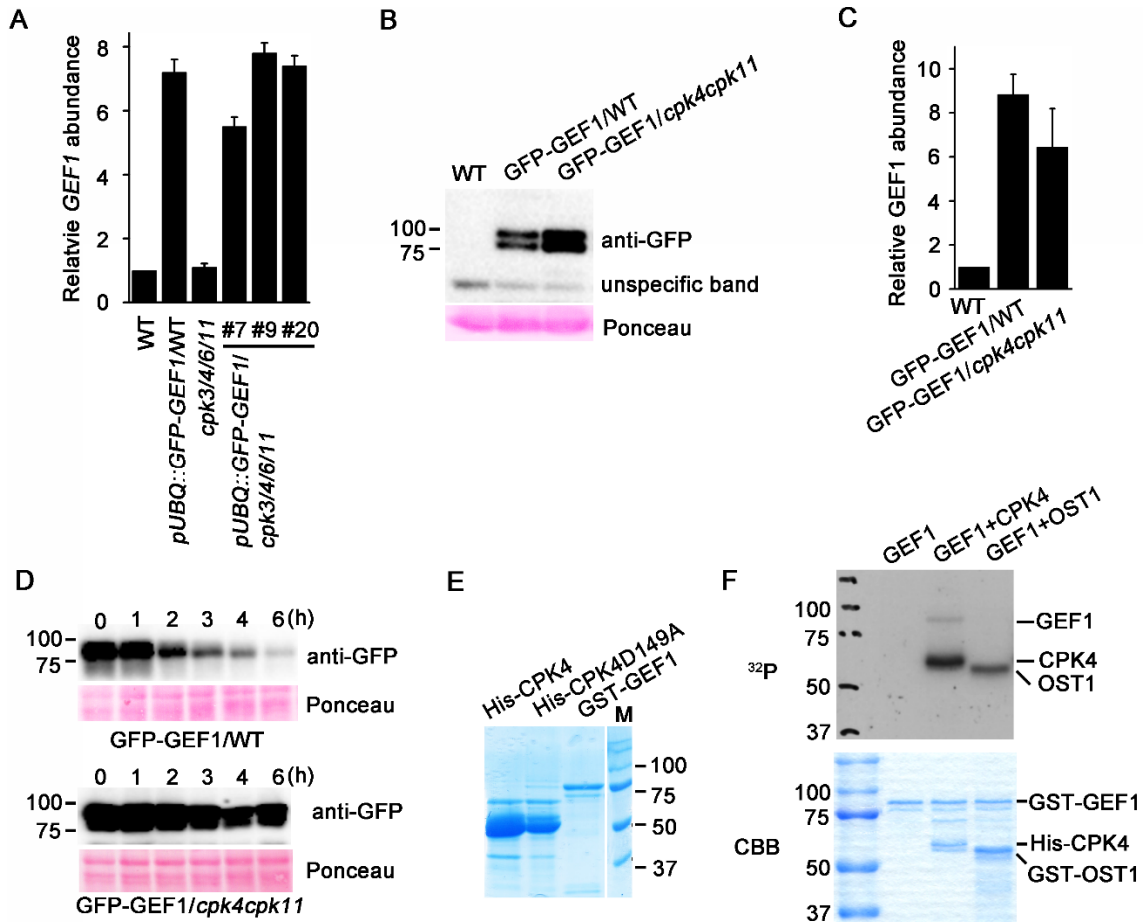 A
Relatvie GEF1 abundance
8
6
4
2
0
WT
pUBQ::GFP-GEF1/WT
cpk3/4/6/11
#7 #9 #20
pUBQ::GFP-GEF1/
cpk3/4/6/11
B
WT
GFP-GEF1/WT
GFP-GEF1/cpk4cpk11
100
75
anti-GFP
unspecific band
Ponceau
C
Relative GEF1 abundance
10
8
6
4
2
0
WT
GFP-GEF1/WT
GFP-GEF1/cpk4cpk11
D
0 1 2 3 4 6 (h)
100
75
anti-GFP
Ponceau
GFP-GEF1/WT
0 1 2 3 4 6 (h)
100
75
anti-GFP
Ponceau
GFP-GEF1/cpk4cpk11
E
His-CPK4
His-CPK4D149A
GST-GEF1
M
100
75
50
37
F
GEF1
GEF1+CPK4
GEF1+OST1
32P
100
75
50
37
GEF1
CPK4
OST1
CBB
100
75
50
37
GST-GEF1
His-CPK4
GST-OST1